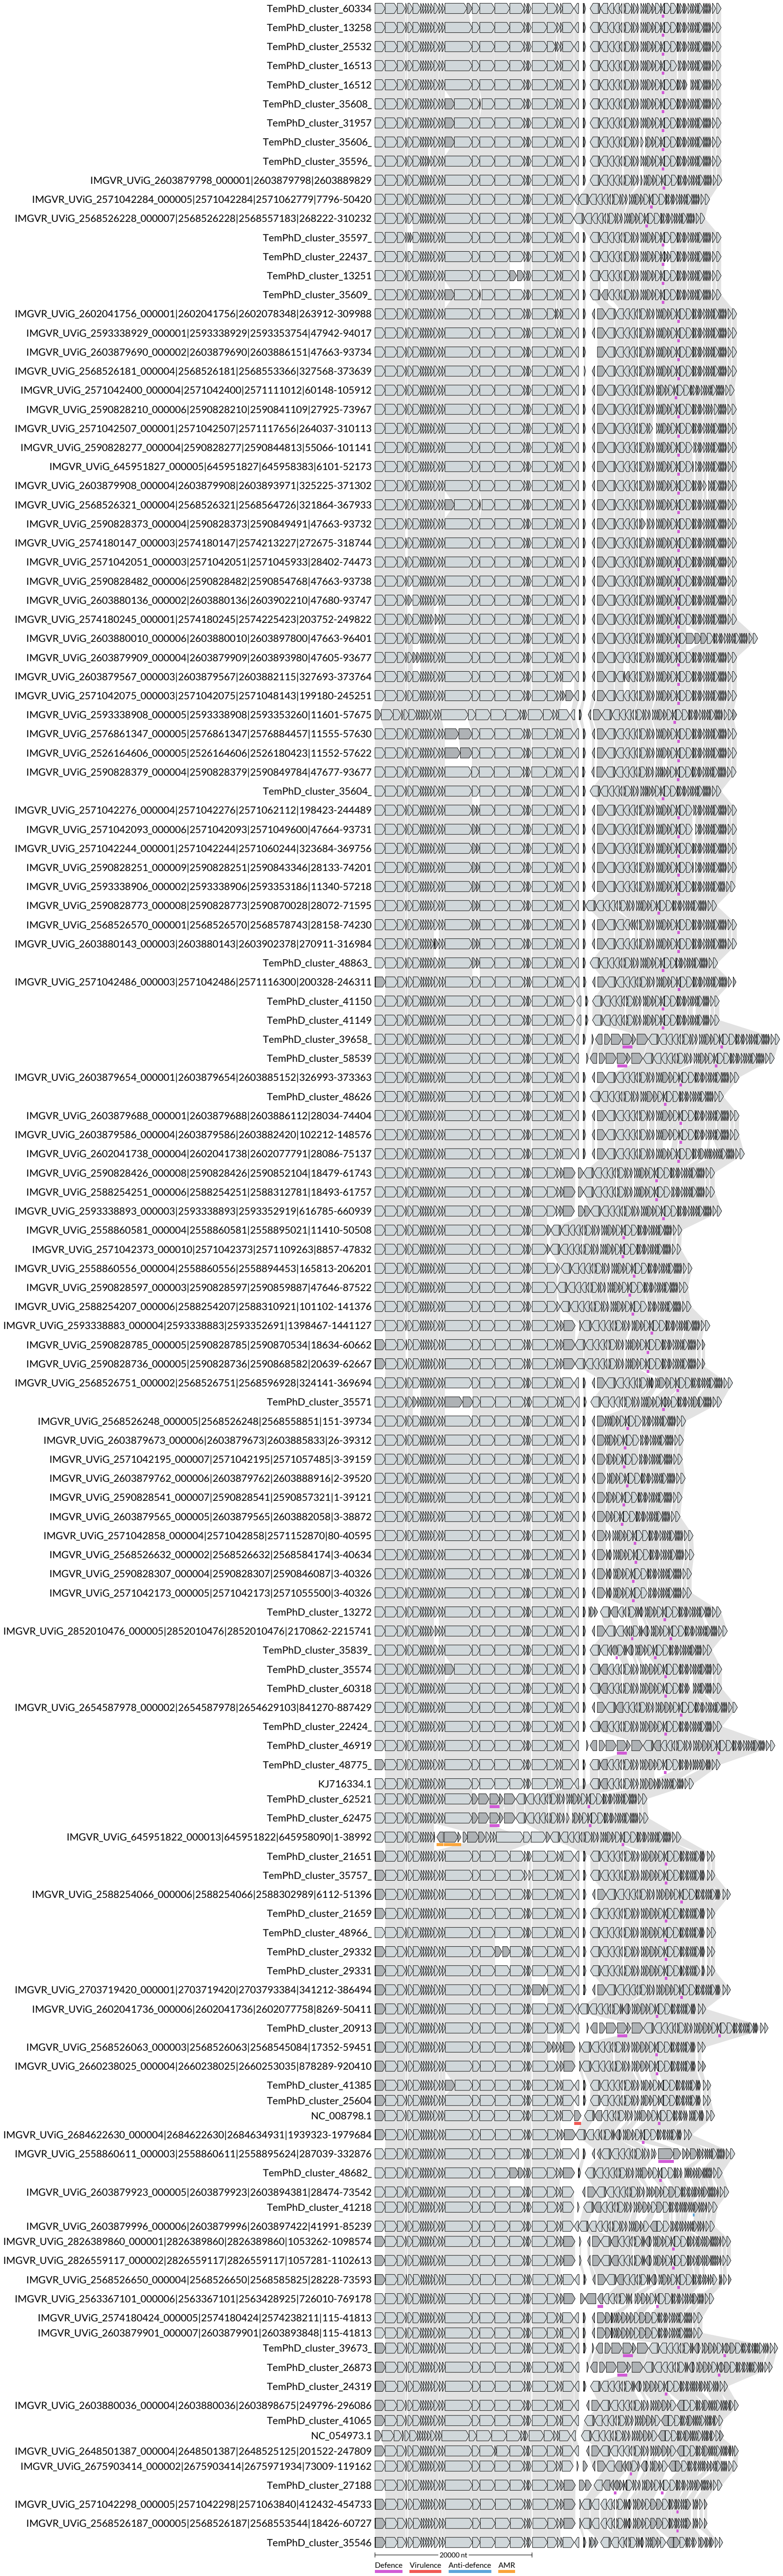 TemPhD_cluster_60334
TemPhD_cluster_13258
TemPhD_cluster_25532
TemPhD_cluster_16513
TemPhD_cluster_16512
TemPhD_cluster_35608_
TemPhD_cluster_31957
TemPhD_cluster_35606_
TemPhD_cluster_35596_
IMGVR_UViG_2603879798_000001|2603879798|2603889829
IMGVR_UViG_2571042284_000005|2571042284|2571062779|7796-50420
IMGVR_UViG_2568526228_000007|2568526228|2568557183|268222-310232
TemPhD_cluster_35597_
TemPhD_cluster_22437_
TemPhD_cluster_13251
TemPhD_cluster_35609_
IMGVR_UViG_2602041756_000001|2602041756|2602078348|263912-309988
IMGVR_UViG_2593338929_000001|2593338929|2593353754|47942-94017
IMGVR_UViG_2603879690_000002|2603879690|2603886151|47663-93734
IMGVR_UViG_2568526181_000004|2568526181|2568553366|327568-373639
IMGVR_UViG_2571042400_000004|2571042400|2571111012|60148-105912
IMGVR_UViG_2590828210_000006|2590828210|2590841109|27925-73967
IMGVR_UViG_2571042507_000001|2571042507|2571117656|264037-310113
IMGVR_UViG_2590828277_000004|2590828277|2590844813|55066-101141
IMGVR_UViG_645951827_000005|645951827|645958383|6101-52173
IMGVR_UViG_2603879908_000004|2603879908|2603893971|325225-371302
IMGVR_UViG_2568526321_000004|2568526321|2568564726|321864-367933
IMGVR_UViG_2590828373_000004|2590828373|2590849491|47663-93732
IMGVR_UViG_2574180147_000003|2574180147|2574213227|272675-318744
IMGVR_UViG_2571042051_000003|2571042051|2571045933|28402-74473
IMGVR_UViG_2590828482_000006|2590828482|2590854768|47663-93738
IMGVR_UViG_2603880136_000002|2603880136|2603902210|47680-93747
IMGVR_UViG_2574180245_000001|2574180245|2574225423|203752-249822
IMGVR_UViG_2603880010_000006|2603880010|2603897800|47663-96401
IMGVR_UViG_2603879909_000004|2603879909|2603893980|47605-93677
IMGVR_UViG_2603879567_000003|2603879567|2603882115|327693-373764
IMGVR_UViG_2571042075_000003|2571042075|2571048143|199180-245251
IMGVR_UViG_2593338908_000005|2593338908|2593353260|11601-57675
IMGVR_UViG_2576861347_000005|2576861347|2576884457|11555-57630
IMGVR_UViG_2526164606_000005|2526164606|2526180423|11552-57622
IMGVR_UViG_2590828379_000004|2590828379|2590849784|47677-93677
TemPhD_cluster_35604_
IMGVR_UViG_2571042276_000004|2571042276|2571062112|198423-244489
IMGVR_UViG_2571042093_000006|2571042093|2571049600|47664-93731
IMGVR_UViG_2571042244_000001|2571042244|2571060244|323684-369756
IMGVR_UViG_2590828251_000009|2590828251|2590843346|28133-74201
IMGVR_UViG_2593338906_000002|2593338906|2593353186|11340-57218
IMGVR_UViG_2590828773_000008|2590828773|2590870028|28072-71595
IMGVR_UViG_2568526570_000001|2568526570|2568578743|28158-74230
IMGVR_UViG_2603880143_000003|2603880143|2603902378|270911-316984
TemPhD_cluster_48863_
IMGVR_UViG_2571042486_000003|2571042486|2571116300|200328-246311
TemPhD_cluster_41150
TemPhD_cluster_41149
TemPhD_cluster_39658_
TemPhD_cluster_58539
IMGVR_UViG_2603879654_000001|2603879654|2603885152|326993-373363
TemPhD_cluster_48626
IMGVR_UViG_2603879688_000001|2603879688|2603886112|28034-74404
IMGVR_UViG_2603879586_000004|2603879586|2603882420|102212-148576
IMGVR_UViG_2602041738_000004|2602041738|2602077791|28086-75137
IMGVR_UViG_2590828426_000008|2590828426|2590852104|18479-61743
IMGVR_UViG_2588254251_000006|2588254251|2588312781|18493-61757
IMGVR_UViG_2593338893_000003|2593338893|2593352919|616785-660939
IMGVR_UViG_2558860581_000004|2558860581|2558895021|11410-50508
IMGVR_UViG_2571042373_000010|2571042373|2571109263|8857-47832
IMGVR_UViG_2558860556_000004|2558860556|2558894453|165813-206201
IMGVR_UViG_2590828597_000003|2590828597|2590859887|47646-87522
IMGVR_UViG_2588254207_000006|2588254207|2588310921|101102-141376
IMGVR_UViG_2593338883_000004|2593338883|2593352691|1398467-1441127
IMGVR_UViG_2590828785_000005|2590828785|2590870534|18634-60662
IMGVR_UViG_2590828736_000005|2590828736|2590868582|20639-62667
IMGVR_UViG_2568526751_000002|2568526751|2568596928|324141-369694
TemPhD_cluster_35571
IMGVR_UViG_2568526248_000005|2568526248|2568558851|151-39734
IMGVR_UViG_2603879673_000006|2603879673|2603885833|26-39312
IMGVR_UViG_2571042195_000007|2571042195|2571057485|3-39159
IMGVR_UViG_2603879762_000006|2603879762|2603888916|2-39520
IMGVR_UViG_2590828541_000007|2590828541|2590857321|1-39121
IMGVR_UViG_2603879565_000005|2603879565|2603882058|3-38872
IMGVR_UViG_2571042858_000004|2571042858|2571152870|80-40595
IMGVR_UViG_2568526632_000002|2568526632|2568584174|3-40634
IMGVR_UViG_2590828307_000004|2590828307|2590846087|3-40326
IMGVR_UViG_2571042173_000005|2571042173|2571055500|3-40326
TemPhD_cluster_13272
IMGVR_UViG_2852010476_000005|2852010476|2852010476|2170862-2215741
TemPhD_cluster_35839_
TemPhD_cluster_35574
TemPhD_cluster_60318
IMGVR_UViG_2654587978_000002|2654587978|2654629103|841270-887429
TemPhD_cluster_22424_
TemPhD_cluster_46919
TemPhD_cluster_48775_
KJ716334.1
TemPhD_cluster_62521
TemPhD_cluster_62475
IMGVR_UViG_645951822_000013|645951822|645958090|1-38992
TemPhD_cluster_21651
TemPhD_cluster_35757_
IMGVR_UViG_2588254066_000006|2588254066|2588302989|6112-51396
TemPhD_cluster_21659
TemPhD_cluster_48966_
TemPhD_cluster_29332
TemPhD_cluster_29331
IMGVR_UViG_2703719420_000001|2703719420|2703793384|341212-386494
IMGVR_UViG_2602041736_000006|2602041736|2602077758|8269-50411
TemPhD_cluster_20913
IMGVR_UViG_2568526063_000003|2568526063|2568545084|17352-59451
IMGVR_UViG_2660238025_000004|2660238025|2660253035|878289-920410
TemPhD_cluster_41385
TemPhD_cluster_25604
NC_008798.1
IMGVR_UViG_2684622630_000004|2684622630|2684634931|1939323-1979684
IMGVR_UViG_2558860611_000003|2558860611|2558895624|287039-332876
TemPhD_cluster_48682_
IMGVR_UViG_2603879923_000005|2603879923|2603894381|28474-73542
TemPhD_cluster_41218
IMGVR_UViG_2603879996_000006|2603879996|2603897422|41991-85239
IMGVR_UViG_2826389860_000001|2826389860|2826389860|1053262-1098574
IMGVR_UViG_2826559117_000002|2826559117|2826559117|1057281-1102613
IMGVR_UViG_2568526650_000004|2568526650|2568585825|28228-73593
IMGVR_UViG_2563367101_000006|2563367101|2563428925|726010-769178
IMGVR_UViG_2574180424_000005|2574180424|2574238211|115-41813
IMGVR_UViG_2603879901_000007|2603879901|2603893848|115-41813
TemPhD_cluster_39673_
TemPhD_cluster_26873
TemPhD_cluster_24319
IMGVR_UViG_2603880036_000004|2603880036|2603898675|249796-296086
TemPhD_cluster_41065
NC_054973.1
IMGVR_UViG_2648501387_000004|2648501387|2648525125|201522-247809
IMGVR_UViG_2675903414_000002|2675903414|2675971934|73009-119162
TemPhD_cluster_27188
IMGVR_UViG_2571042298_000005|2571042298|2571063840|412432-454733
IMGVR_UViG_2568526187_000005|2568526187|2568553544|18426-60727
TemPhD_cluster_35546
20000 nt
Defence Virulence Anti-defence AMR